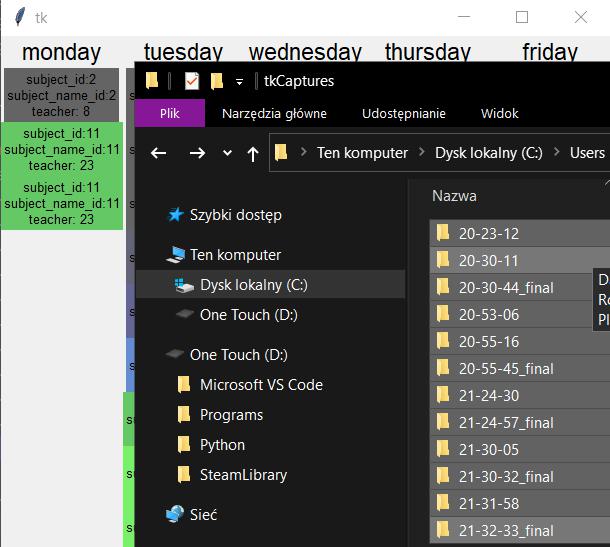 tk
monday tuesday wednesday thursday friday
subject_id:2
subject_name_id:2
teacher: 8
subject_id:11
subject_name_id:11
teacher: 23
subject_id:11
subject_name_id:11
teacher: 23
tkCaptures
Plik Narzędzia główne Udostępnianie Widok
Ten komputer Dysk lokalny (C:) Users
Szybki dostęp
Ten komputer
Dysk lokalny (C:)
One Touch (D:)
One Touch (D:)
Microsoft VS Code
Programs
Python
SteamLibrary
Sieć
Nazwa
20-23-12
20-30-11
20-30-44_final
20-53-06
20-55-16
20-55-45_final
21-24-30
21-24-57_final
21-30-05
21-30-32_final
21-31-58
21-32-33_final